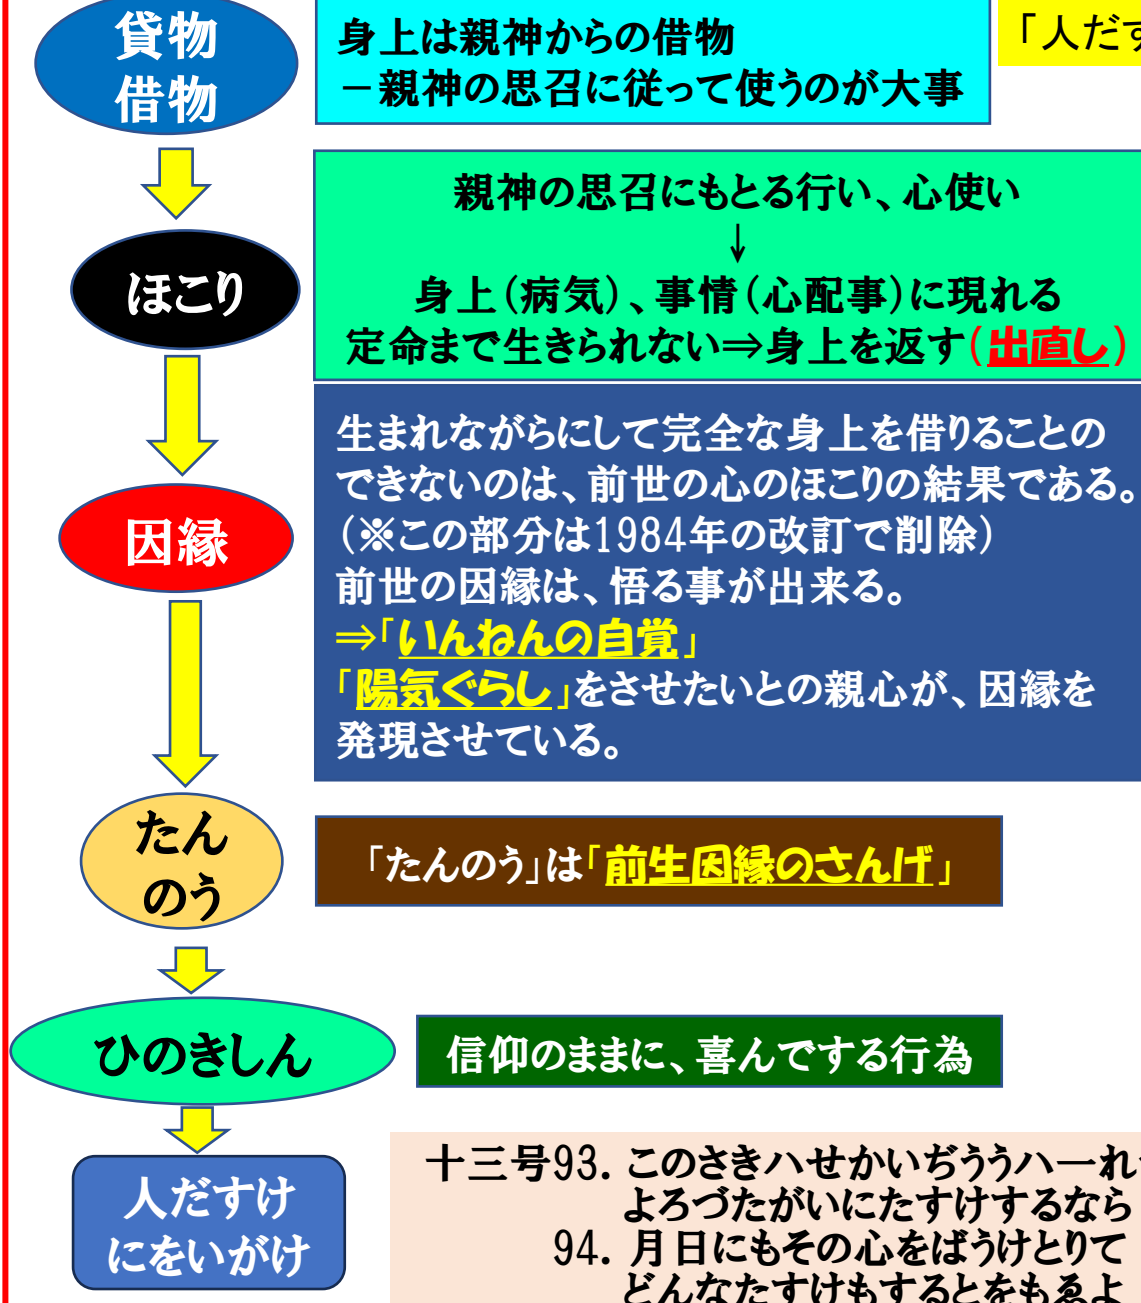 貸物
借物
身上は親神からの借物
－親神の思召に従って使うのが大事
「人だす
ほこり
親神の思召にもとる行い、心使い
↓
身上（病気）、事情（心配事）に現れる
定命まで生きられない⇒身上を返す（出直し）
因縁
生まれながらにして完全な身上を借りることの
できないのは、前世の心のほこりの結果である。
（※この部分は1984年の改訂で削除）
前世の因縁は、悟る事が出来る。
⇒「いんねんの自覚」
「陽気ぐらし」をさせたいとの親心が、因縁を
発現させている。
たん
のう
「たんのう」は「前生因縁のさんげ」
ひのきしん
信仰のままに、喜んでする行為
人だすけ
にをいがけ
十三号93. このさきハせかいぢううハ一れ
よろづたがいにたすけするなら
94. 月日にもその心をばうけとりて
どんなたすけもするとをもゑよ